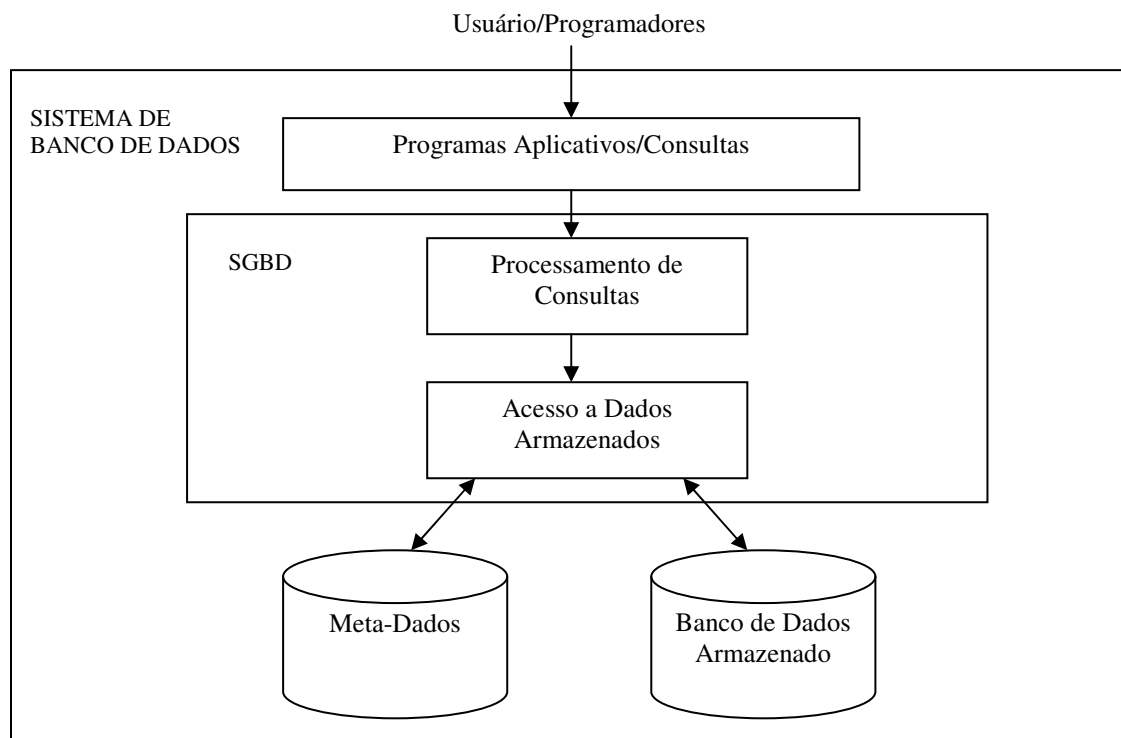 Usuário/Programadores
SISTEMA DE
BANCO DE DADOS
Programas Aplicativos/Consultas
SGBD
Processamento de
Consultas
Acesso a Dados
Armazenados
Meta-Dados
Banco de Dados
Armazenado